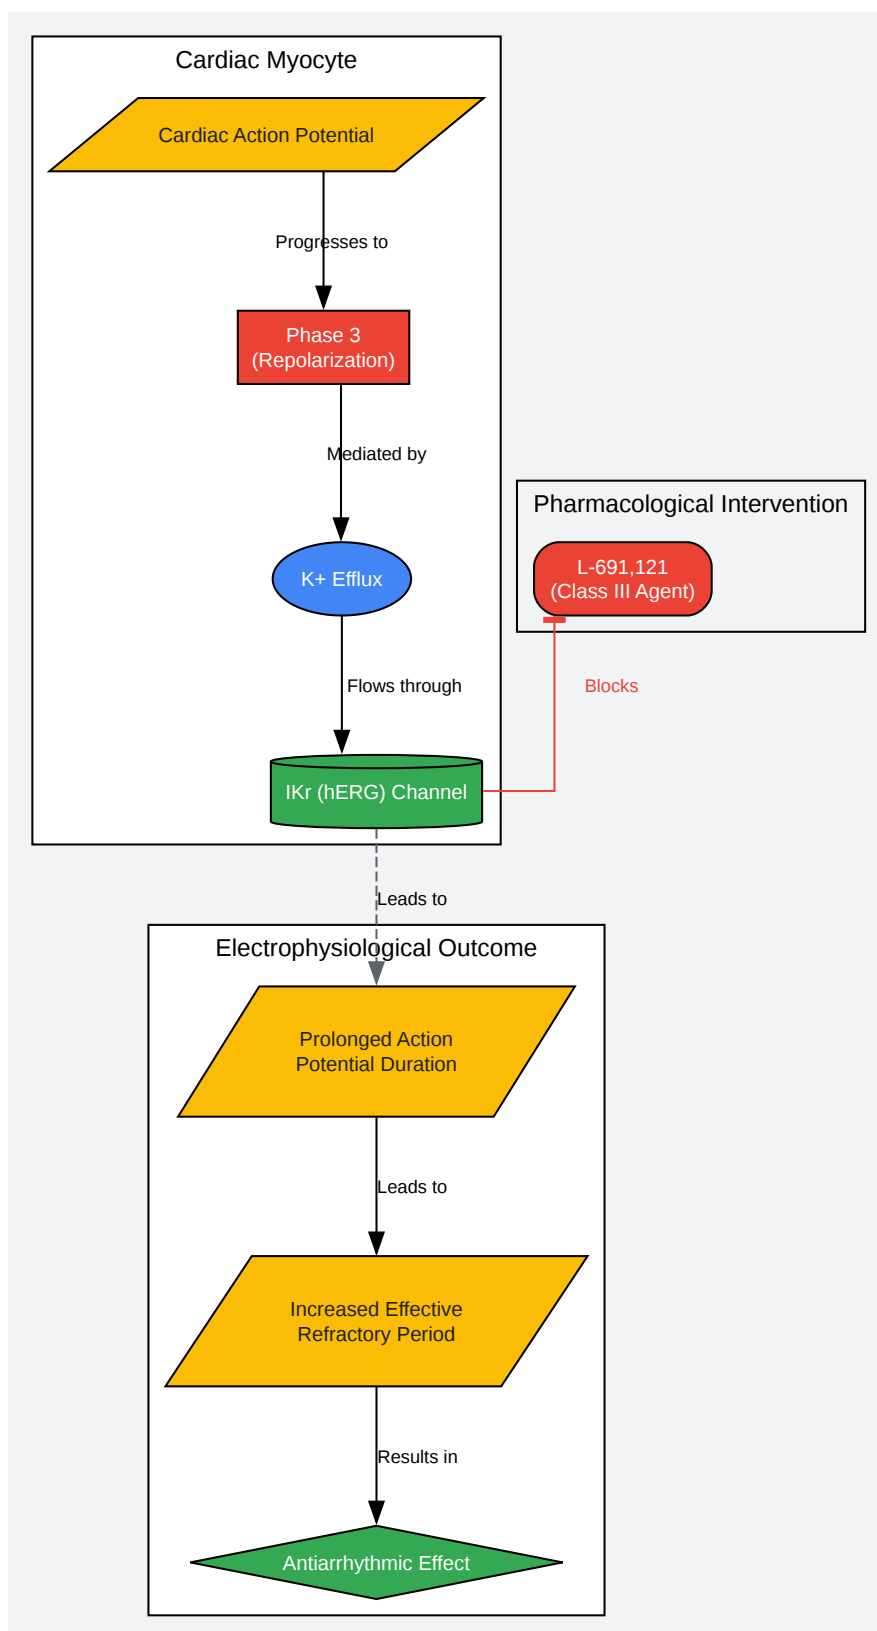 Cardiac Myocyte
Cardiac Action Potential
Progresses to
Phase 3
(Repolarization)
Mediated by
K+ Efflux
Flows through
IKr (hERG) Channel
Pharmacological Intervention
L-691,121
(Class III Agent)
Blocks
Leads to
Electrophysiological Outcome
Prolonged Action
Potential Duration
Leads to
Increased Effective
Refractory Period
Results in
Antiarrhythmic Effect